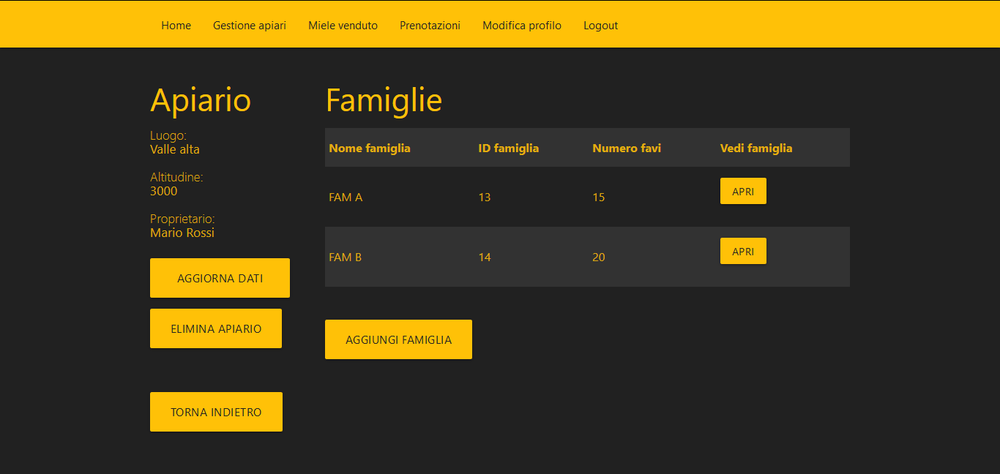 Home Gestione apiari Miele venduto Prenotazioni Modifica profilo Logout
Apiario
Luogo:
Valle alta
Altitudine:
3000
Proprietario:
Mario Rossi
AGGIORNA DATI
ELIMINA APIARIO
TORNA INDIETRO
Famiglie
Nome famiglia ID famiglia Numero favi Vedi famiglia
FAM A 13 15 APRI
FAM B 14 20 APRI
AGGIUNGI FAMIGLIA